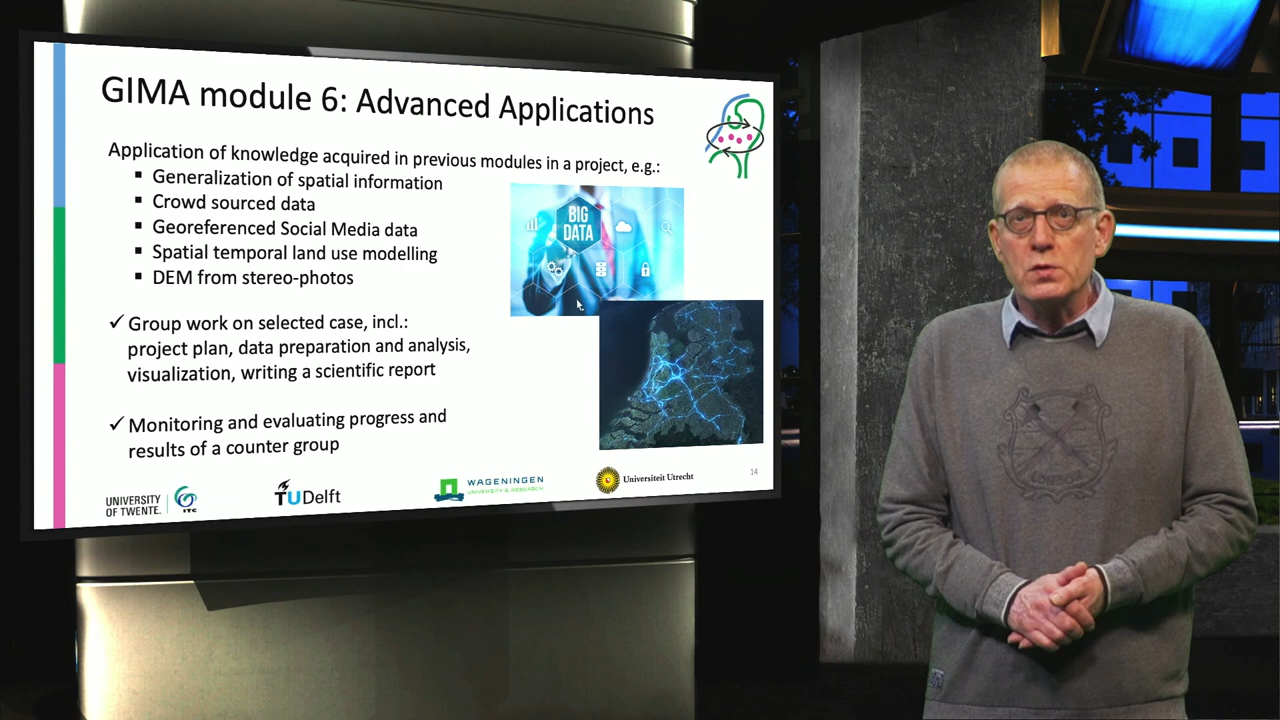 GIMA module 6: Advanced Applications
Application of knowledge acquired in previous modules in a project, e.g.:
▪ Generalization of spatial information
▪ Crowd sourced data
▪ Georeferenced Social Media data
▪ Spatial temporal land use modelling
▪ DEM from stereo-photos
BIG
DATA
✓ Group work on selected case, incl.:
project plan, data preparation and analysis,
visualization, writing a scientific report
✓ Monitoring and evaluating progress and
results of a counter group
14
UNIVERSITY
OF TWENTE.
ITC
TUDelft
WAGENINGEN
UNIVERSITY & RESEARCH
Universiteit Utrecht